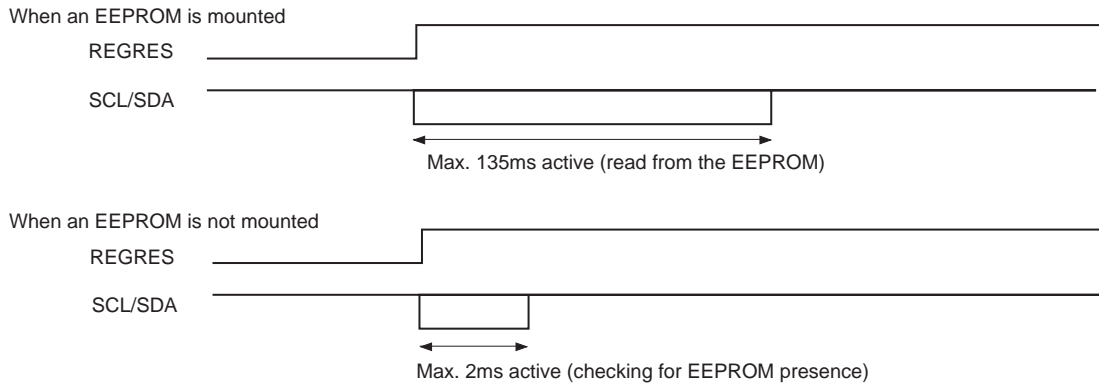 When an EEPROM is mounted
REGRES
SCL/SDA
Max. 135ms active (read from the EEPROM)
When an EEPROM is not mounted
REGRES
SCL/SDA
Max. 2ms active (checking for EEPROM presence)